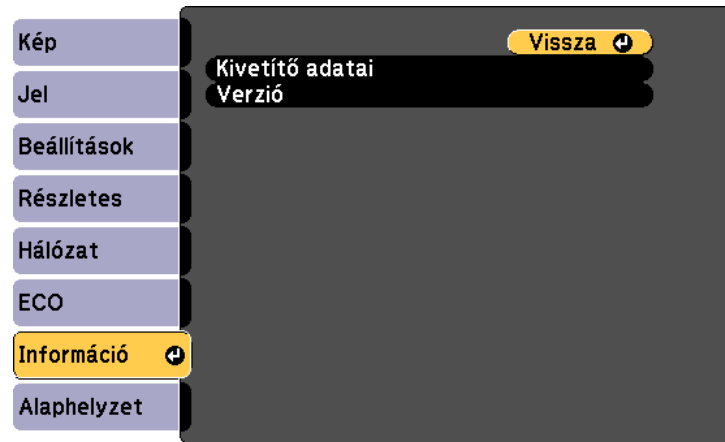 Kép
Jel
Beállítások
Részletes
Hálózat
ECO
Információ
Alaphelyzet
Vissza
Kivetítő adatai
Verzió